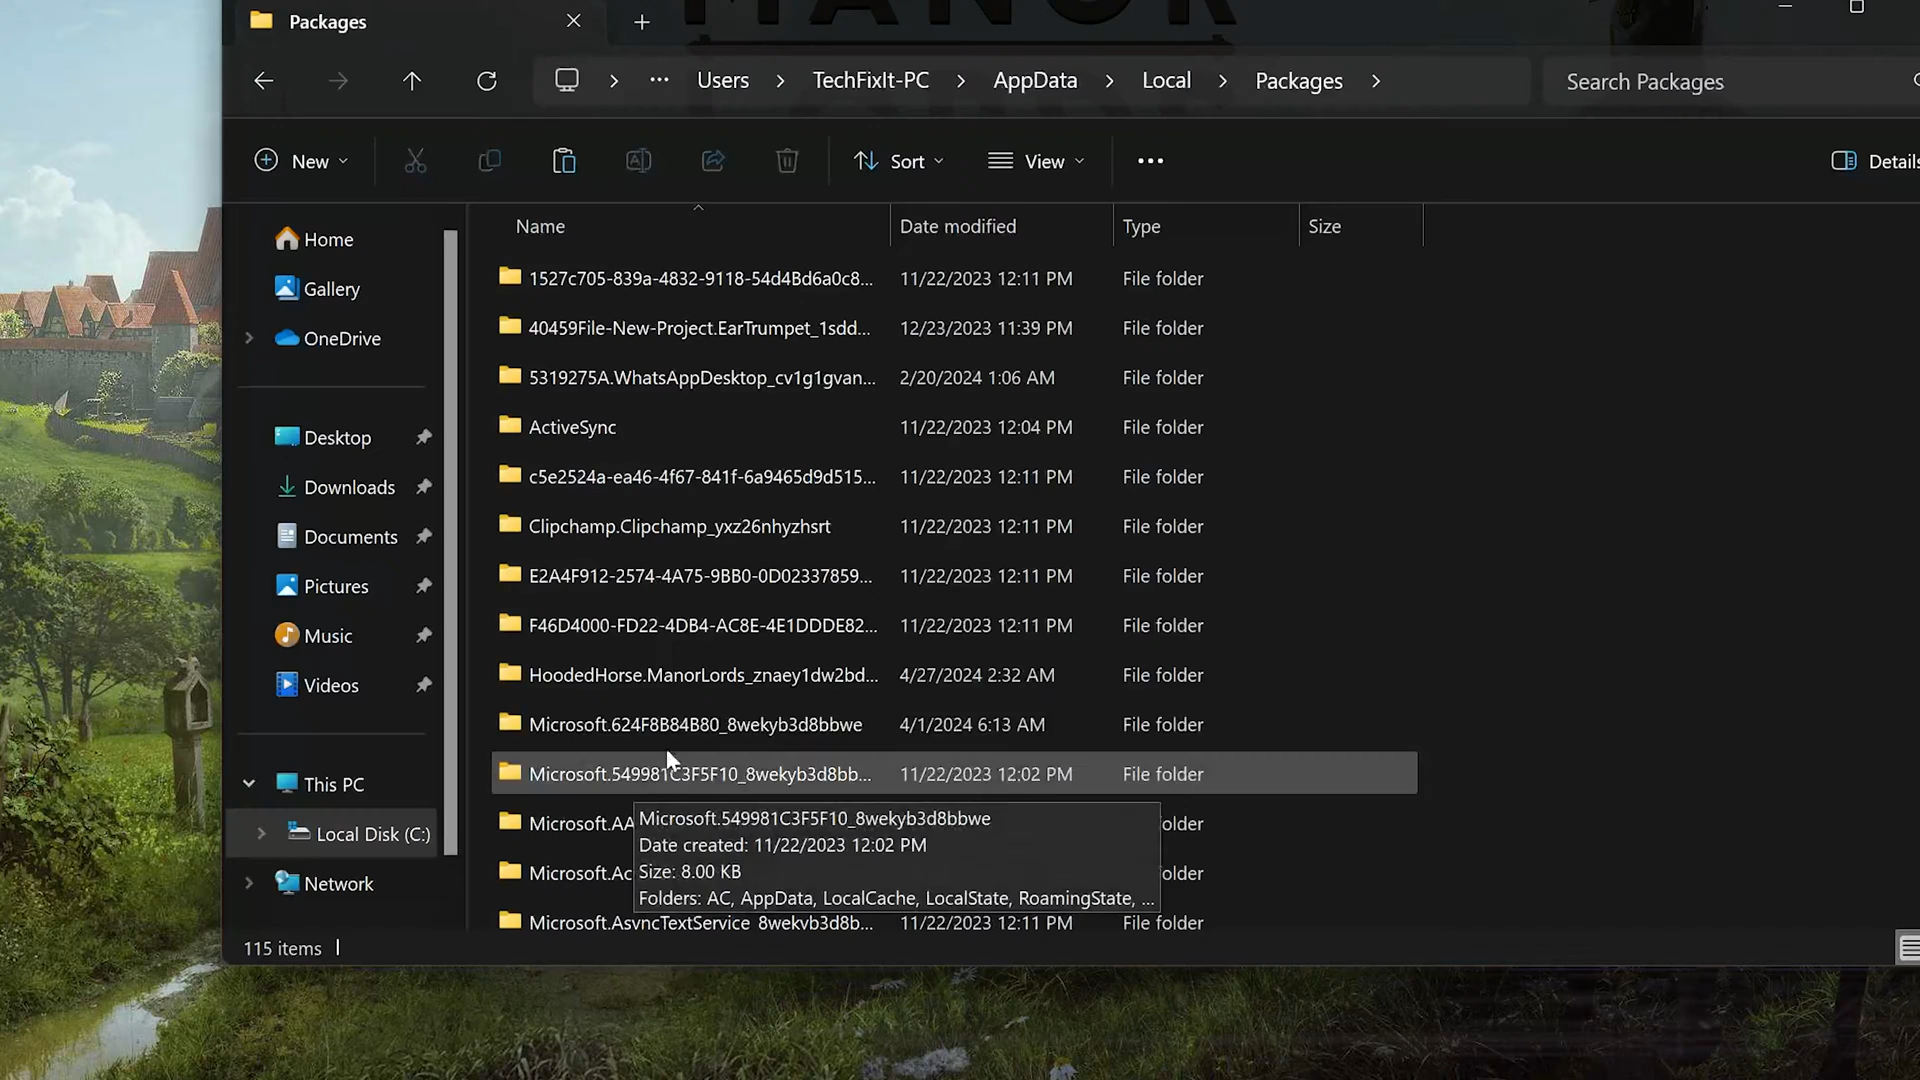 MANOR
Packages
Users > TechFixIt-PC > AppData > Local > Packages >
Search Packages
New
Sort
View
Details
Name
Date modified
Type
Size
Home
Gallery
OneDrive
Desktop
Downloads
Documents
Pictures
Music
Videos
This PC
Local Disk (C:)
Network
1527c705-839a-4832-9118-54d4Bd6a0c8... 11/22/2023 12:11 PM File folder
40459File-New-Project.EarTrumpet_1sdd... 12/23/2023 11:39 PM File folder
5319275A.WhatsAppDesktop_cv1g1gvan... 2/20/2024 1:06 AM File folder
ActiveSync 11/22/2023 12:04 PM File folder
c5e2524a-ea46-4f67-841f-6a9465d9d515... 11/22/2023 12:11 PM File folder
Clipchamp.Clipchamp_yxz26nhyzhsrt 11/22/2023 12:11 PM File folder
E2A4F912-2574-4A75-9BB0-0D02337859... 11/22/2023 12:11 PM File folder
F46D4000-FD22-4DB4-AC8E-4E1DDDE82... 11/22/2023 12:11 PM File folder
HoodedHorse.ManorLords_znaey1dw2bd... 4/27/2024 2:32 AM File folder
Microsoft.624F8B84B80_8wekyb3d8bbwe 4/1/2024 6:13 AM File folder
Microsoft.549981C3F5F10_8wekyb3d8bb... 11/22/2023 12:02 PM File folder
Microsoft.AA
older
Microsoft.Ac
older
Microsoft.549981C3F5F10_8wekyb3d8bbwe
Date created: 11/22/2023 12:02 PM
Size: 8.00 KB
Folders: AC, AppData, LocalCache, LocalState, RoamingState, ...
Microsoft.AsyncTextService_8wekyb3d8b... 11/22/2023 12:11 PM File folder
115 items